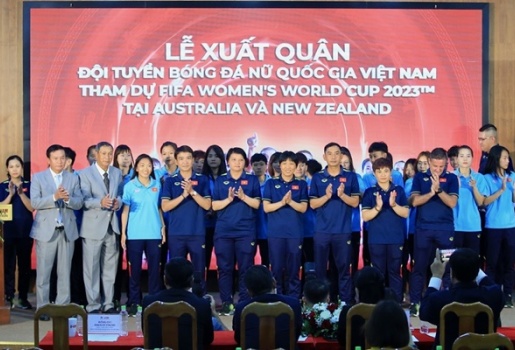 LỄ XUẤT QUÂN
ĐỘI TUYỂN BÓNG ĐÁ NỮ QUỐC GIA VIỆT NAM
THAM DỰ FIFA WOMEN'S WORLD CUP 2023™
TẠI AUSTRALIA VÀ NEW ZEALAND